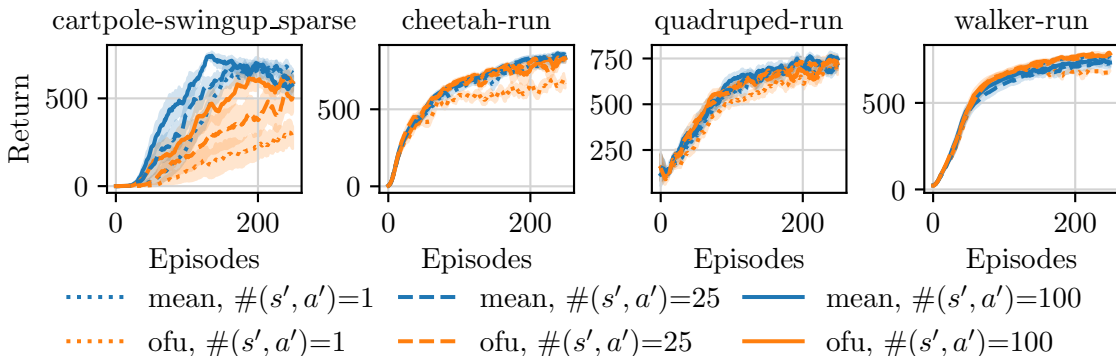 cartpole-swingup_sparse cheetah-run quadruped-run walker-run
Return
500
0
0 200
500
0
0 200
750
500
250
0 200
500
0
0 200
Episodes Episodes Episodes Episodes
mean, #(s′, a′)=1 mean, #(s′, a′)=25 mean, #(s′, a′)=100
ofu, #(s′, a′)=1 ofu, #(s′, a′)=25 ofu, #(s′, a′)=100